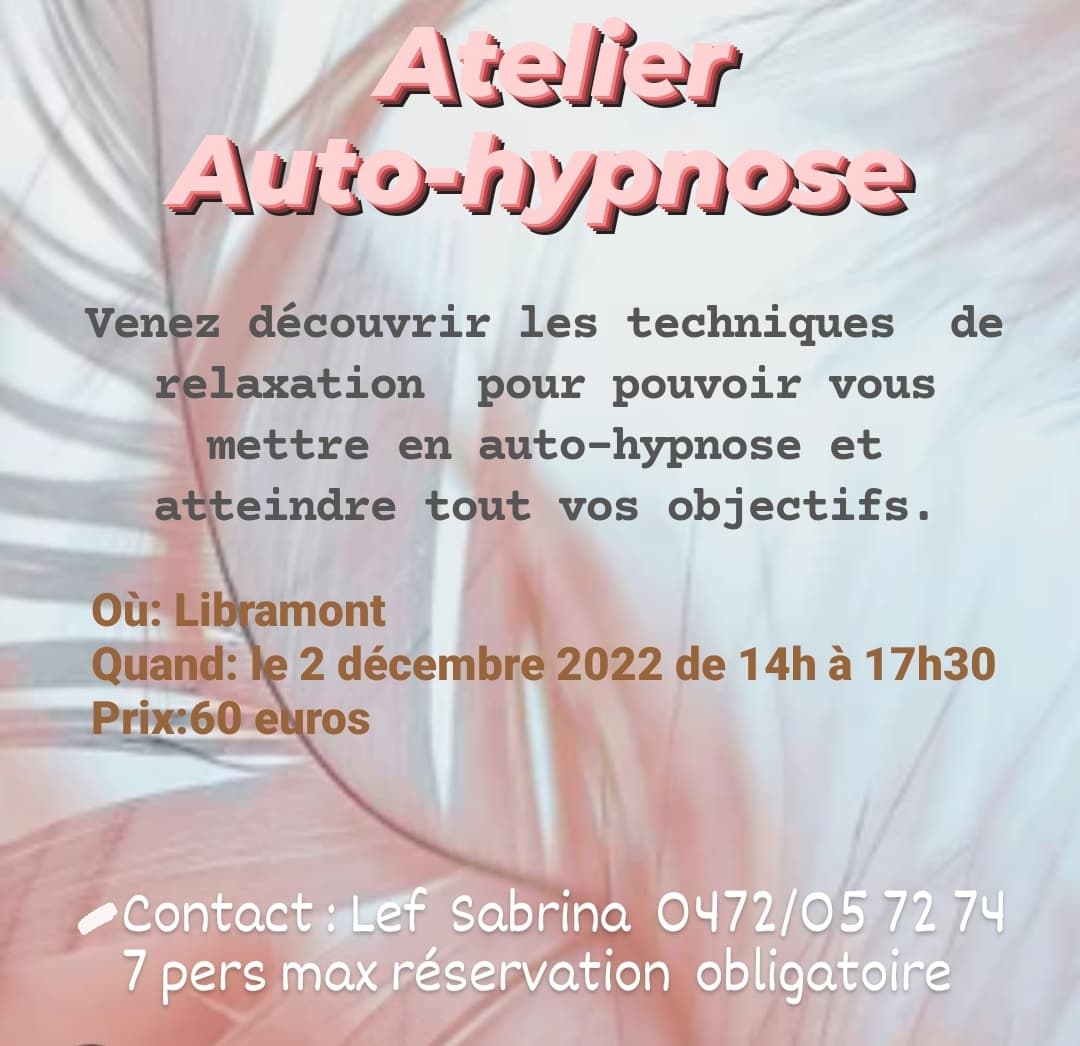 Atelier
Auto-hypnose
Venez découvrir les techniques de
relaxation pour pouvoir vous
mettre en auto-hypnose et
atteindre tout vos objectifs.
Où: Libramont
Quand: le 2 décembre 2022 de 14h à 17h30
Prix:60 euros
Contact : Lef Sabrina 0472/05 72 74
7 pers max réservation obligatoire